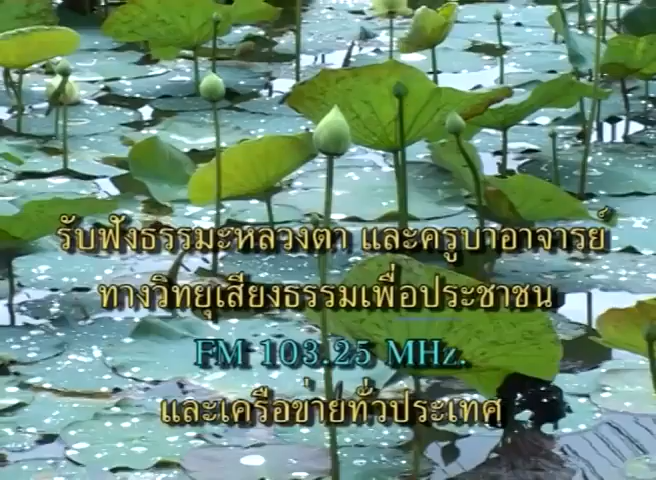 รับฟังธรรมะหลวงตา และครูบาอาจารย์
ทางวิทยุเสียงธรรมเพื่อประชาชน
FM 103.25 MHz.
และเครือข่ายทั่วประเทศ